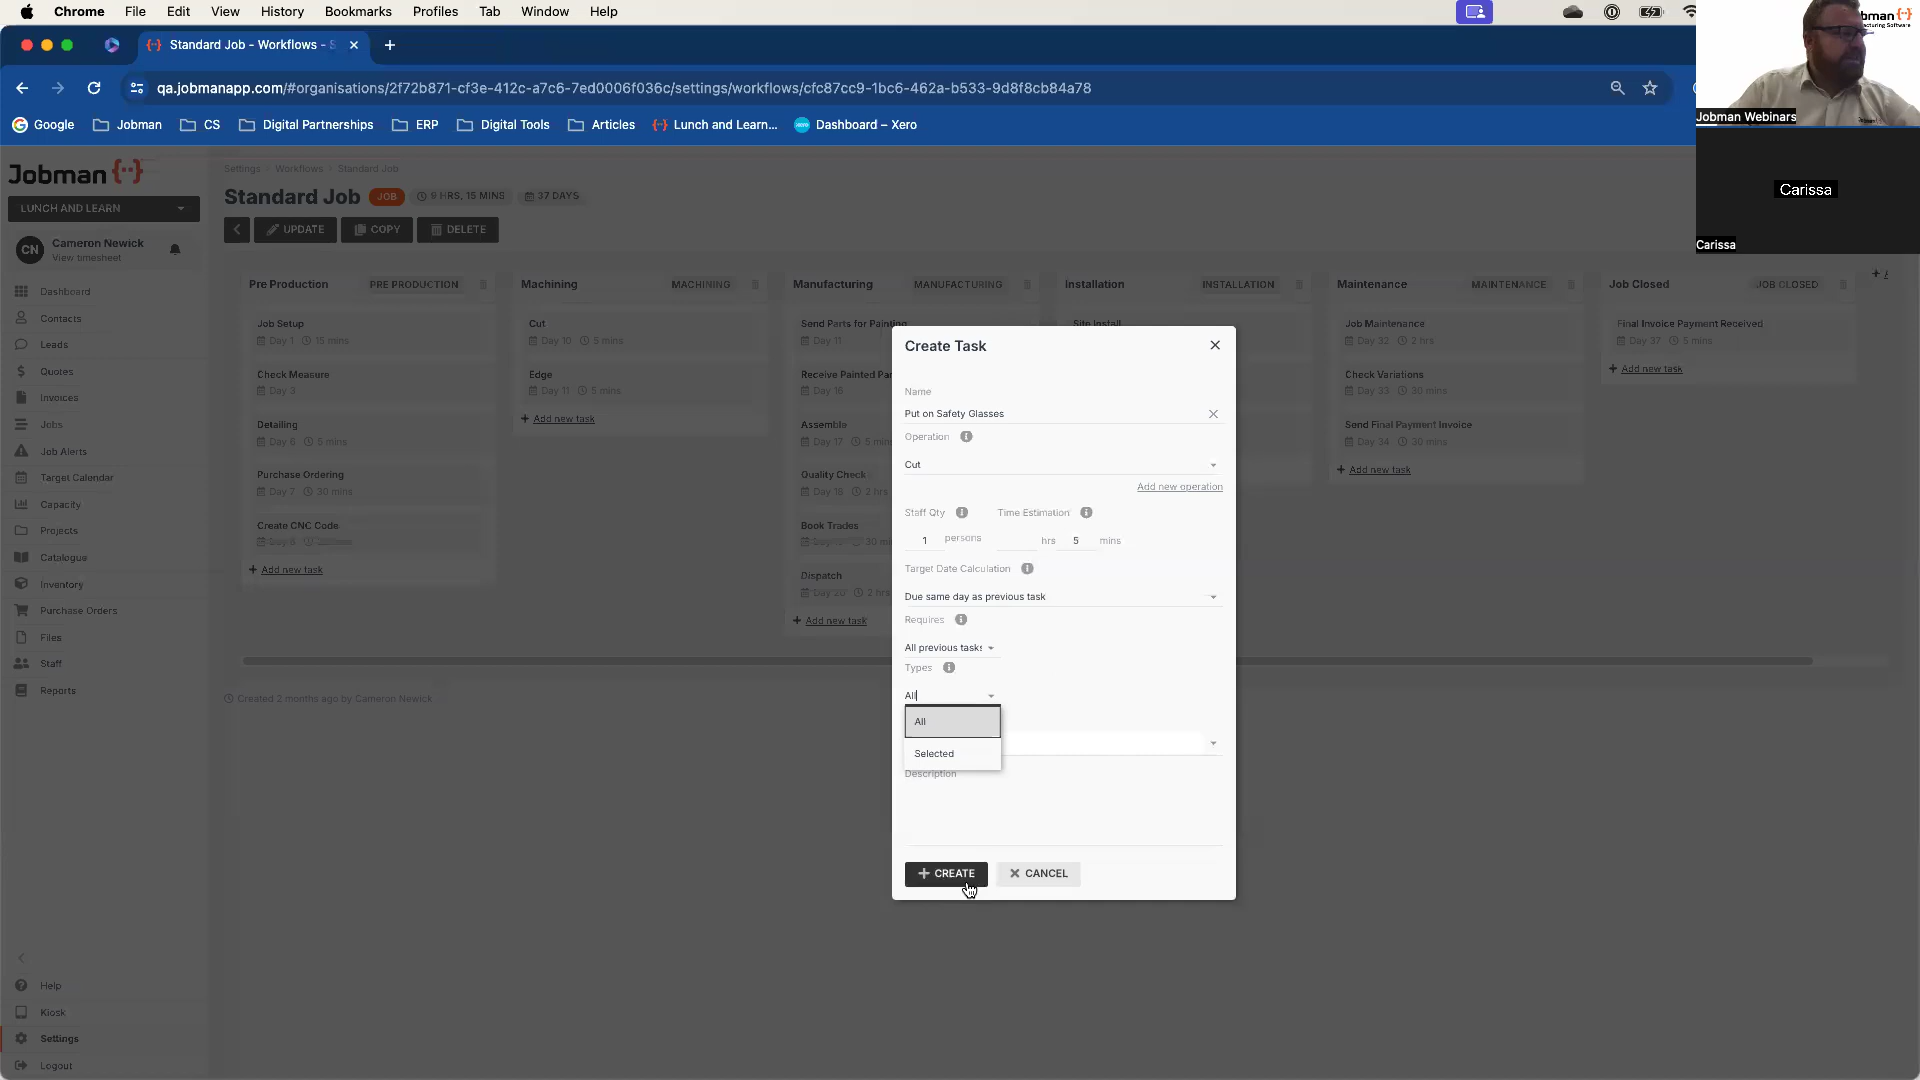 Chrome File Edit View History Bookmarks Profiles Tab Window Help
Standard Job - Workflows - S
qa.jobmanapp.com/#organisations/2f72b871-cf3e-412c-a7c6-7ed0006f036c/settings/workflows/cfc87cc9-1bc6-462a-b533-9d8f8cb84a78
Google Jobman CS Digital Partnerships ERP Digital Tools Articles Lunch and Learn... Dashboard – Xero
Jobman Webinars
Carissa
Carissa
Jobman
LUNCH AND LEARN
CN Cameron Newick
View timesheet
Dashboard
Contacts
Leads
Quotes
Invoices
Jobs
Job Alerts
Target Calendar
Capacity
Projects
Catalogue
Inventory
Purchase Orders
Files
Staff
Reports
Help
Kiosk
Settings
Logout
Settings Workflows Standard Job
Standard Job JOB 9 HRS, 15 MINS 37 DAYS
UPDATE COPY DELETE
Pre Production PRE PRODUCTION
Job Setup
Day 1 15 mins
Check Measure
Day 3
Detailing
Day 6 5 mins
Purchase Ordering
Day 7 30 mins
Create CNC Code
Add new task
Machining MACHINING
Cut
Day 10 5 mins
Edge
Day 11 5 mins
Add new task
Manufacturing MANUFACTURING
Send Parts for Painting
Day 11
Receive Painted Par
Day 16
Assemble
Day 17 5 min
Quality Check
Day 18 2 hrs
Book Trades
Dispatch
Add new task
Installation INSTALLATION
Site Install
Maintenance MAINTENANCE
Job Maintenance
Day 32 2 hrs
Check Variations
Day 33 30 mins
Send Final Payment Invoice
Day 34 30 mins
Add new task
Job Closed JOB CLOSED
Final Invoice Payment Received
Day 37 5 mins
Add new task
Created 2 months ago by Cameron Newick
Create Task
Name
Put on Safety Glasses
Operation
Cut
Add new operation
Staff Qty Time Estimation
1 persons hrs 5 mins
Target Date Calculation
Due same day as previous task
Requires
All previous tasks
Types
All
All
Selected
Description
CREATE CANCEL